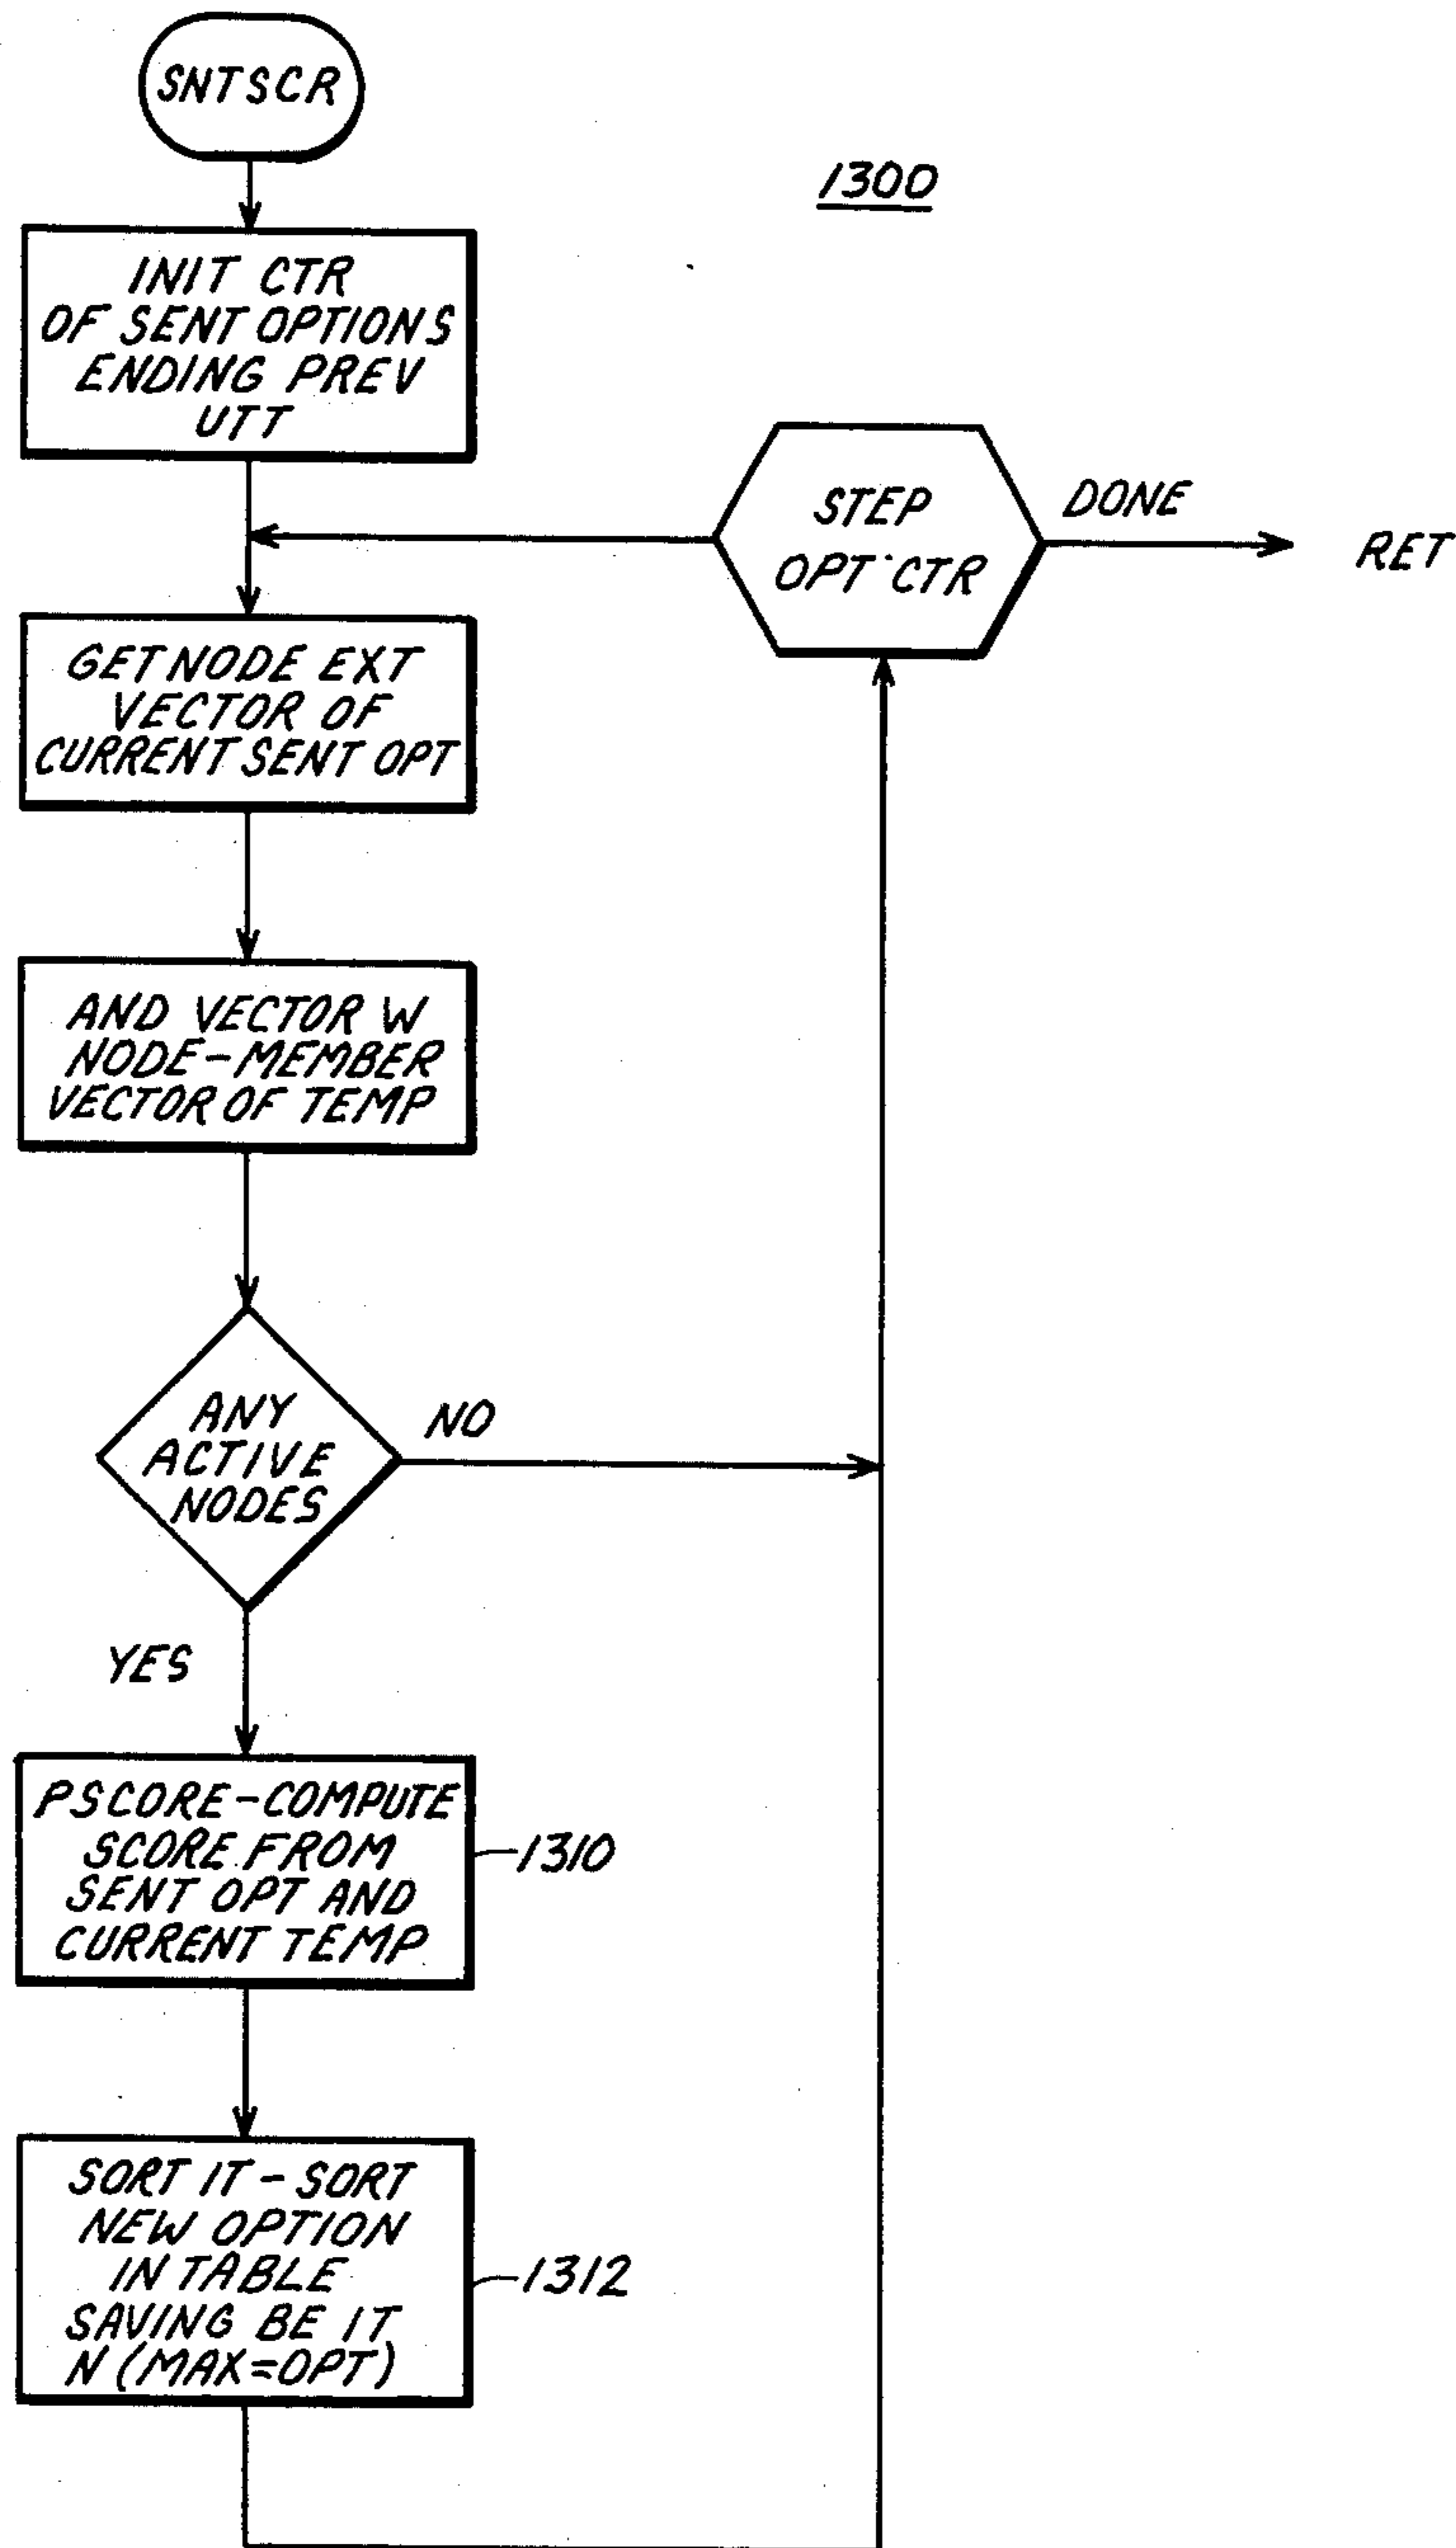 SNTSCR
1300
INIT CTR
OF SENT OPTIONS
ENDING PREV
UTT
STEP
OPT CTR
DONE
RET
GET NODE EXT
VECTOR OF
CURRENT SENT OPT
AND VECTOR W
NODE-MEMBER
VECTOR OF TEMP
ANY
ACTIVE
NODES
NO
YES
PSCORE-COMPUTE
SCORE FROM
SENT OPT AND
CURRENT TEMP
1310
SORT IT - SORT
NEW OPTION
IN TABLE
SAVING BE IT
N (MAX=OPT)
1312